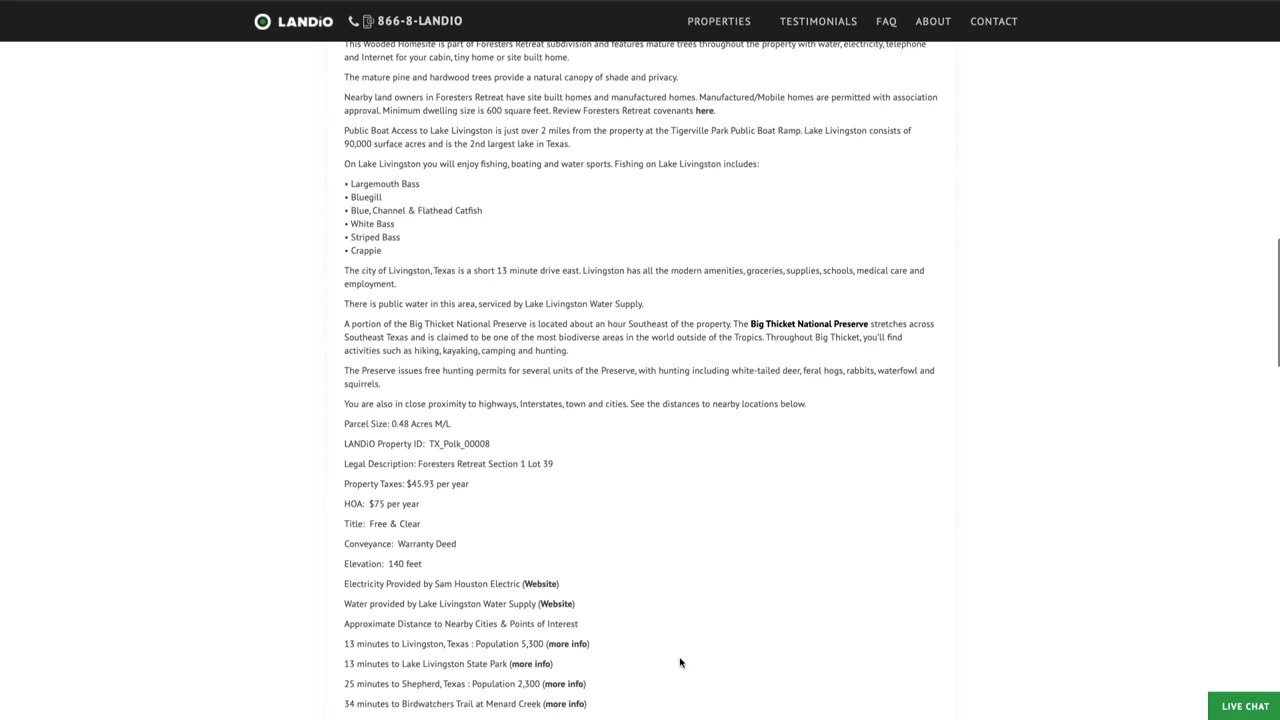 LANDiO 866-8-LANDIO PROPERTIES TESTIMONIALS FAQ ABOUT CONTACT
This Wooded Homesite is part of Foresters Retreat subdivision and features mature trees throughout the property with water, electricity, telephone
and Internet for your cabin, tiny home or site built home.
The mature pine and hardwood trees provide a natural canopy of shade and privacy.
Nearby land owners in Foresters Retreat have site built homes and manufactured homes. Manufactured/Mobile homes are permitted with association
approval. Minimum dwelling size is 600 square feet. Review Foresters Retreat covenants here.
Public Boat Access to Lake Livingston is just over 2 miles from the property at the Tigerville Park Public Boat Ramp. Lake Livingston consists of
90,000 surface acres and is the 2nd largest lake in Texas.
On Lake Livingston you will enjoy fishing, boating and water sports. Fishing on Lake Livingston includes:
• Largemouth Bass
• Bluegill
• Blue, Channel & Flathead Catfish
• White Bass
• Striped Bass
• Crappie
The city of Livingston, Texas is a short 13 minute drive east. Livingston has all the modern amenities, groceries, supplies, schools, medical care and
employment.
There is public water in this area, serviced by Lake Livingston Water Supply.
A portion of the Big Thicket National Preserve is located about an hour Southeast of the property. The Big Thicket National Preserve stretches across
Southeast Texas and is claimed to be one of the most biodiverse areas in the world outside of the Tropics. Throughout Big Thicket, you'll find
activities such as hiking, kayaking, camping and hunting.
The Preserve issues free hunting permits for several units of the Preserve, with hunting including white-tailed deer, feral hogs, rabbits, waterfowl and
squirrels.
You are also in close proximity to highways, Interstates, town and cities. See the distances to nearby locations below.
Parcel Size: 0.48 Acres M/L
LANDiO Property ID: TX_Polk_00008
Legal Description: Foresters Retreat Section 1 Lot 39
Property Taxes: $45.93 per year
HOA: $75 per year
Title: Free & Clear
Conveyance: Warranty Deed
Elevation: 140 feet
Electricity Provided by Sam Houston Electric (Website)
Water provided by Lake Livingston Water Supply (Website)
Approximate Distance to Nearby Cities & Points of Interest
13 minutes to Livingston, Texas : Population 5,300 (more info)
13 minutes to Lake Livingston State Park (more info)
25 minutes to Shepherd, Texas : Population 2,300 (more info)
34 minutes to Birdwatchers Trail at Menard Creek (more info)
LIVE CHAT